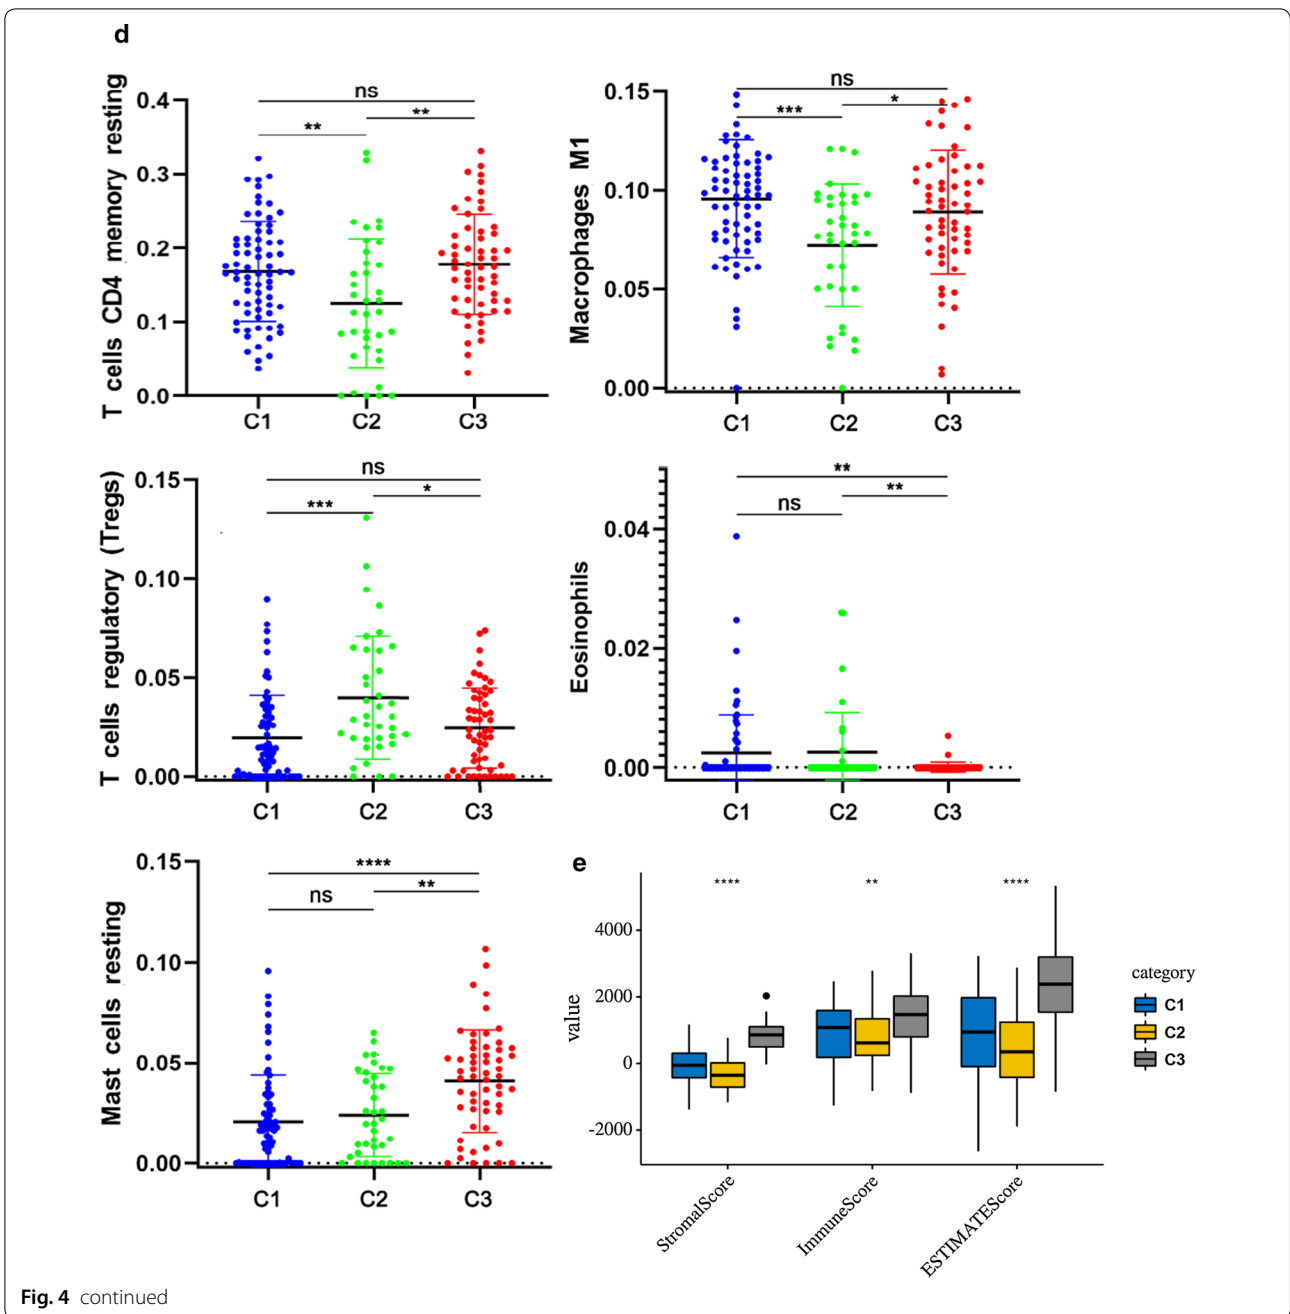 d
T cells CD4 memory resting
0.4
0.3
0.2
0.1
0.0
ns
**
**
C1 C2 C3
Macrophages M1
0.15
0.10
0.05
0.00
ns
***
*
C1 C2 C3
T cells regulatory (Tregs)
0.15
0.10
0.05
0.00
ns
***
*
C1 C2 C3
Eosinophils
0.04
0.02
0.00
**
**
ns
C1 C2 C3
Mast cells resting
0.15
0.10
0.05
0.00
****
**
ns
C1 C2 C3
e
value
4000
2000
0
-2000
**** ** ****
StromalScore
ImmuneScore
ESTIMATEScore
category
C1
C2
C3
Fig. 4 continued